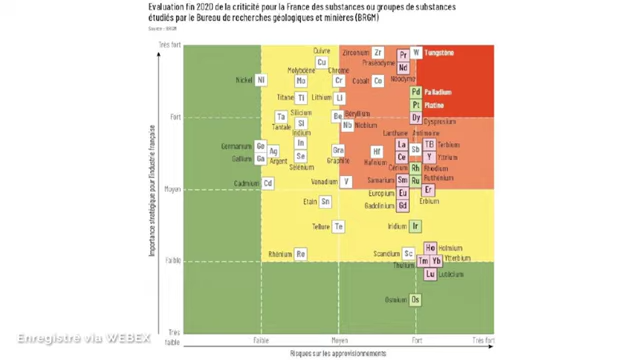 Evaluation fin 2020 de la criticité pour la France des substances ou groupes de substances
étudiés par le Bureau de recherches géologiques et minières (BRGM)
Source : BRGM
Très fort
Cuivre
Cu
Zirconium Zr
Praséodyme
Pr
Nd
Néodyme
W Tungstène
Nickel Ni
Molybdène
Mo
Chrome
Cr
Cobalt Co
Titane Ti
Lithium Li
Pd Palladium
Pt Platine
Fort
Ta
Tantale
Silicium
Si
Be Béryllium
Nb Niobium
Dy
Dysprosium
Germanium Ge
Gallium Ga
Ag
Argent
Indium
In
Se
Sélénium
Gra
Graphite
Hf
Hafnium
Lanthane
La
Ce
Cérium
Antimoine
Sb
TB Terbium
Y Yttrium
Rh Rhodium
Cadmium Cd
Vanadium V
Samarium Sm
Ru Ruthénium
Moyen
Europium Eu
Gadolinium Gd
Er
Erbium
Etain Sn
Tellure Te
Iridium Ir
Rhénium Re
Scandium Sc
Ho Holmium
Ytterbium
Tm Yb
Thulium
Faible
Lu Lutécium
Osmium Os
Très
faible
Faible
Moyen
Fort
Très fort
Importance stratégique pour l'industrie française
Risques sur les approvisionnements
Enregistré via WEBEX